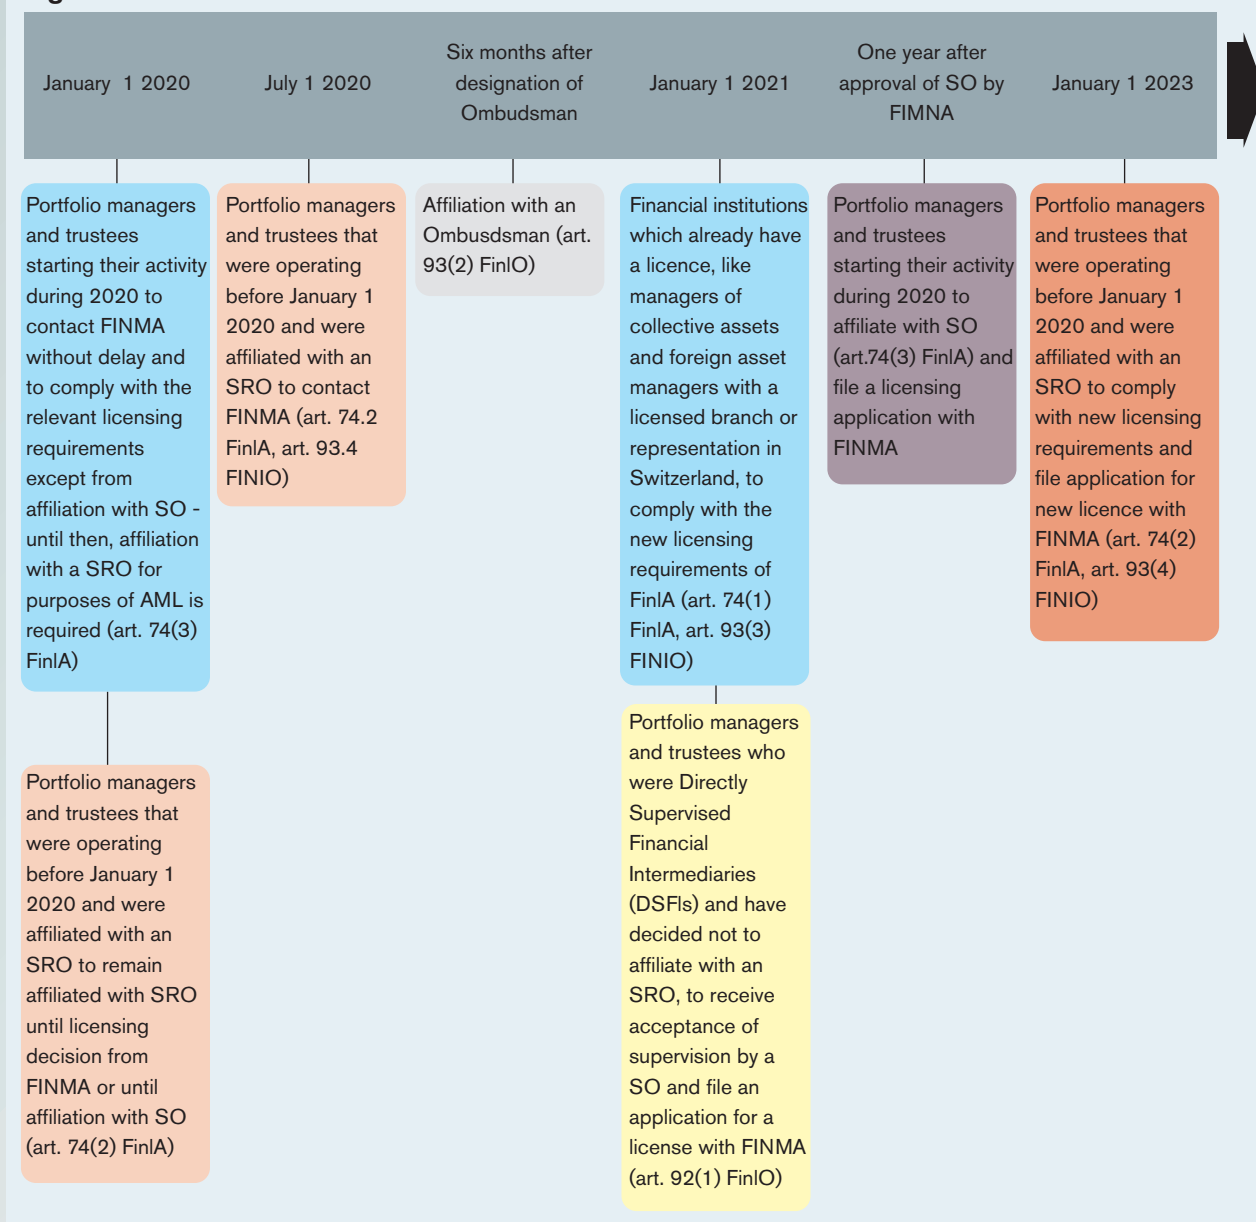 January 1 2020
July 1 2020
Six months after
designation of
Ombudsman
January 1 2021
One year after
approval of SO by
FIMNA
January 1 2023
Portfolio managers
and trustees
starting their activity
during 2020 to
contact FINMA
without delay and
to comply with the
relevant licensing
requirements
except from
affiliation with SO -
until then, affiliation
with a SRO for
purposes of AML is
required (art. 74(3)
FinIA)
Portfolio managers
and trustees that
were operating
before January 1
2020 and were
affiliated with an
SRO to remain
affiliated with SRO
until licensing
decision from
FINMA or until
affiliation with SO
(art. 74(2) FinIA)
Portfolio managers
and trustees that
were operating
before January 1
2020 and were
affiliated with an
SRO to contact
FINMA (art. 74.2
FinIA, art. 93.4
FINIO)
Affiliation with an
Ombusdsman (art.
93(2) FinIO)
Financial institutions
which already have
a licence, like
managers of
collective assets
and foreign asset
managers with a
licensed branch or
representation in
Switzerland, to
comply with the
new licensing
requirements of
FinIA (art. 74(1)
FinIA, art. 93(3)
FINIO)
Portfolio managers
and trustees who
were Directly
Supervised
Financial
Intermediaries
(DSFIs) and have
decided not to
affiliate with an
SRO, to receive
acceptance of
supervision by a
SO and file an
application for a
license with FINMA
(art. 92(1) FinIO)
Portfolio managers
and trustees
starting their activity
during 2020 to
affiliate with SO
(art.74(3) FinIA) and
file a licensing
application with
FINMA
Portfolio managers
and trustees that
were operating
before January 1
2020 and were
affiliated with an
SRO to comply
with new licensing
requirements and
file application for
new licence with
FINMA (art. 74(2)
FinIA, art. 93(4)
FINIO)